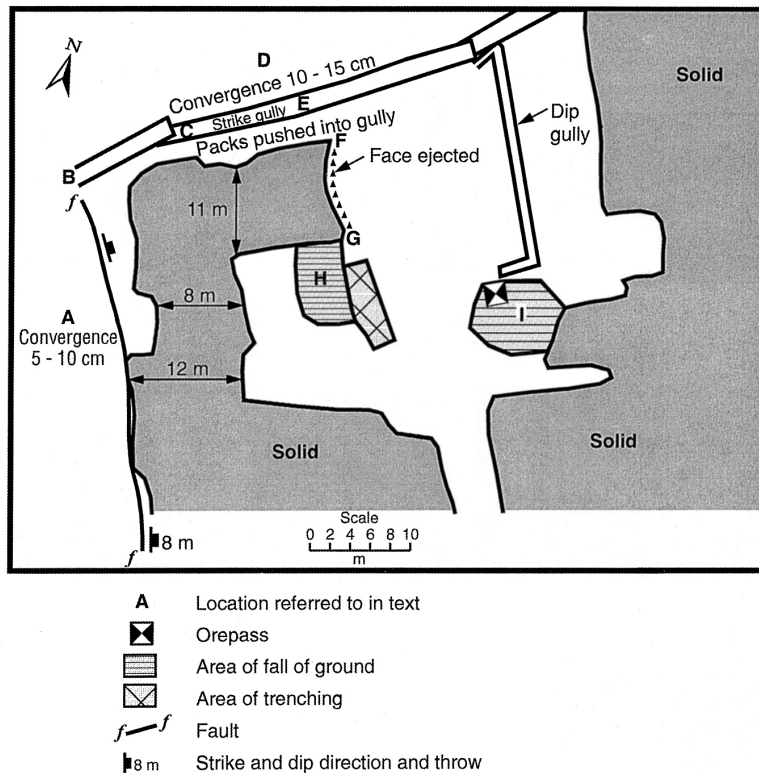 N
D
Solid
Convergence 10 - 15 cm
E
Strike gully
C
Packs pushed into gully
Dip
gully
F
Face ejected
B
f
11 m
G
H
8 m
I
A
Convergence
5 - 10 cm
12 m
Solid
Solid
Scale
0 2 4 6 8 10
m
f
8 m
A Location referred to in text
Orepass
Area of fall of ground
Area of trenching
f f Fault
8 m Strike and dip direction and throw